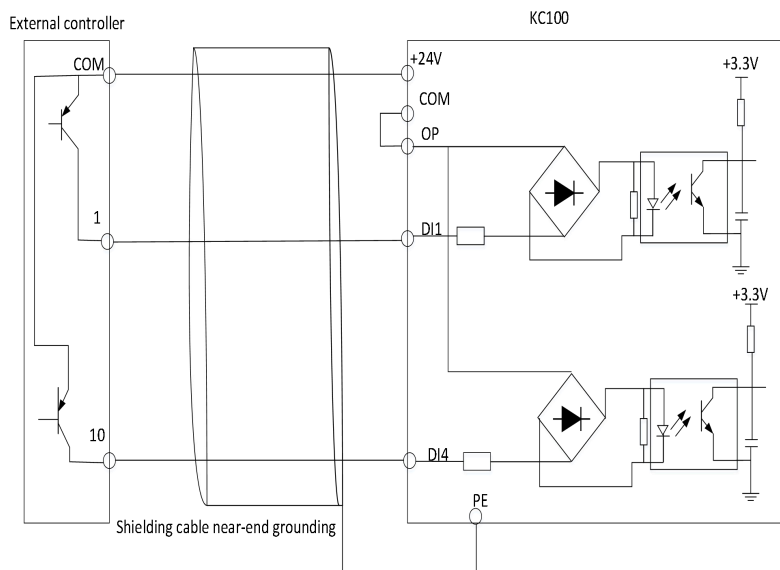 KC100
External controller
COM
+24V
+3.3V
COM
OP
1
DI1
+3.3V
10
DI4
PE
Shielding cable near-end grounding